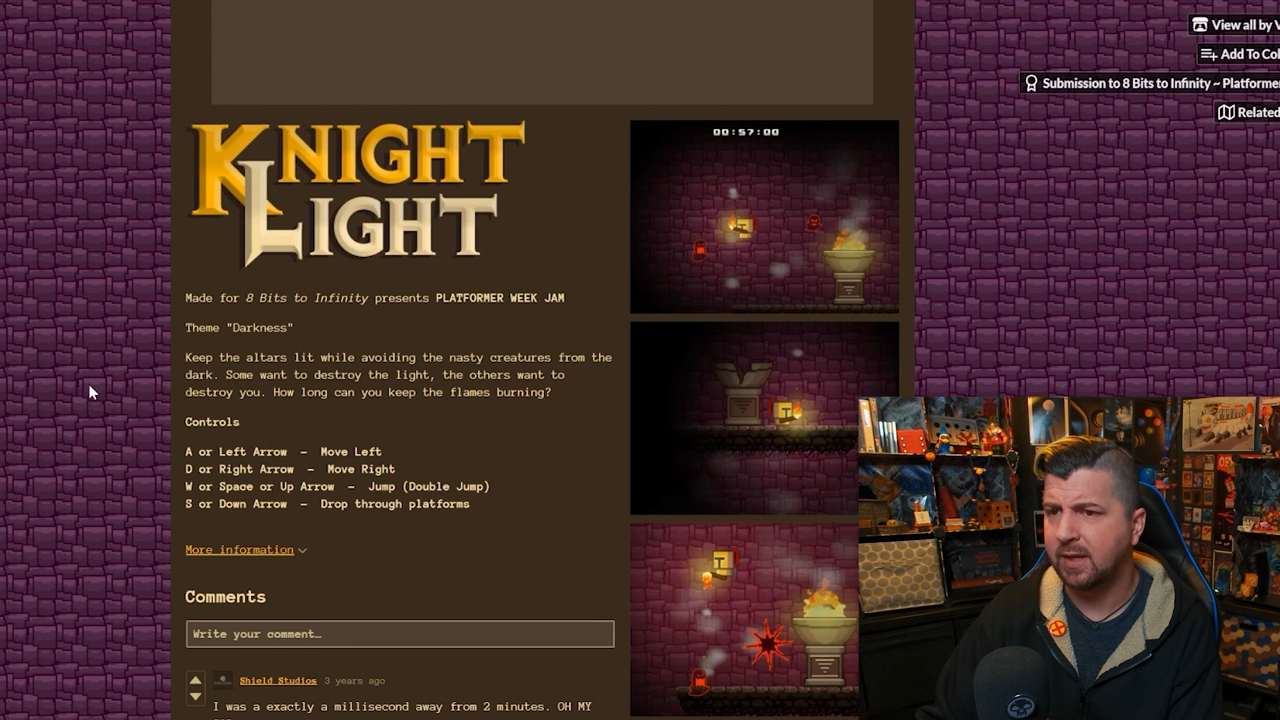 View all by V
Add To Col
Submission to 8 Bits to Infinity ~ Platforme
Related
KNIGHT
LIGHT
00:57:00
Made for 8 Bits to Infinity presents PLATFORMER WEEK JAM
Theme "Darkness"
Keep the altars lit while avoiding the nasty creatures from the
dark. Some want to destroy the light, the others want to
destroy you. How long can you keep the flames burning?
Controls
A or Left Arrow – Move Left
D or Right Arrow – Move Right
W or Space or Up Arrow – Jump (Double Jump)
S or Down Arrow – Drop through platforms
More information
Comments
Write your comment…
Shield Studios 3 years ago
I was a exactly a millisecond away from 2 minutes. OH MY